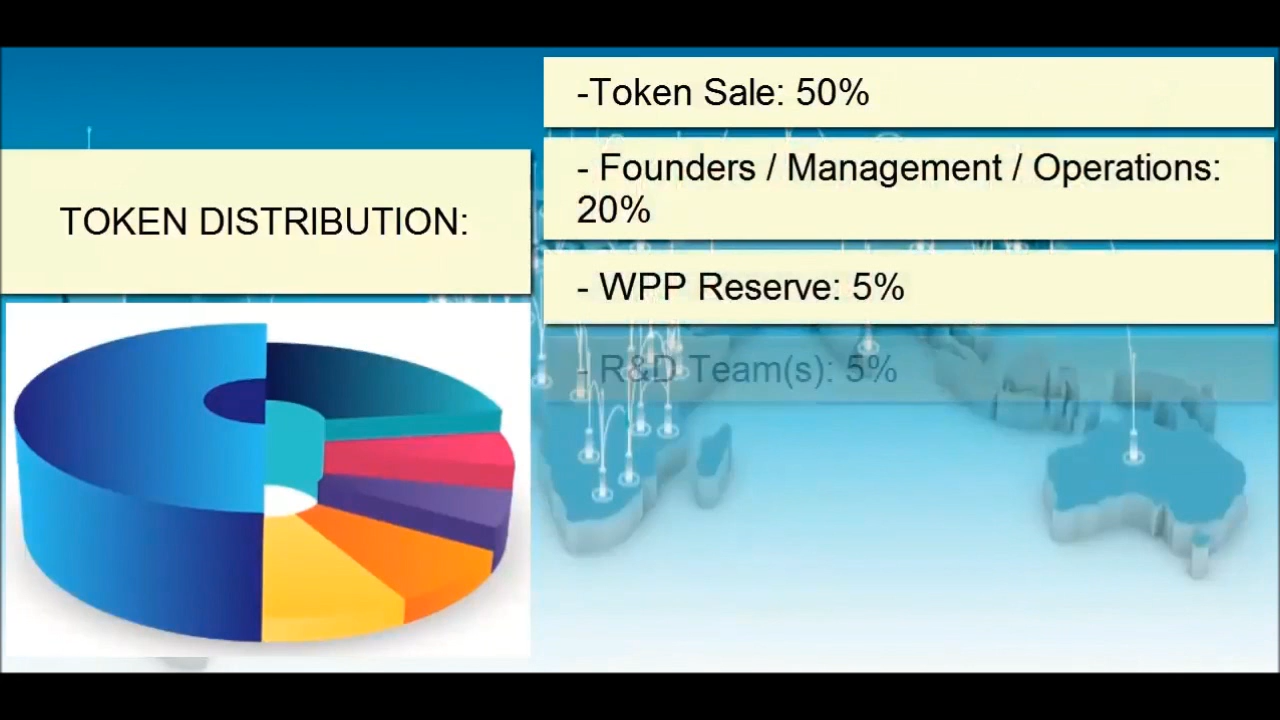 TOKEN DISTRIBUTION:
-Token Sale: 50%
- Founders / Management / Operations:
20%
- WPP Reserve: 5%
- R&D Team(s): 5%